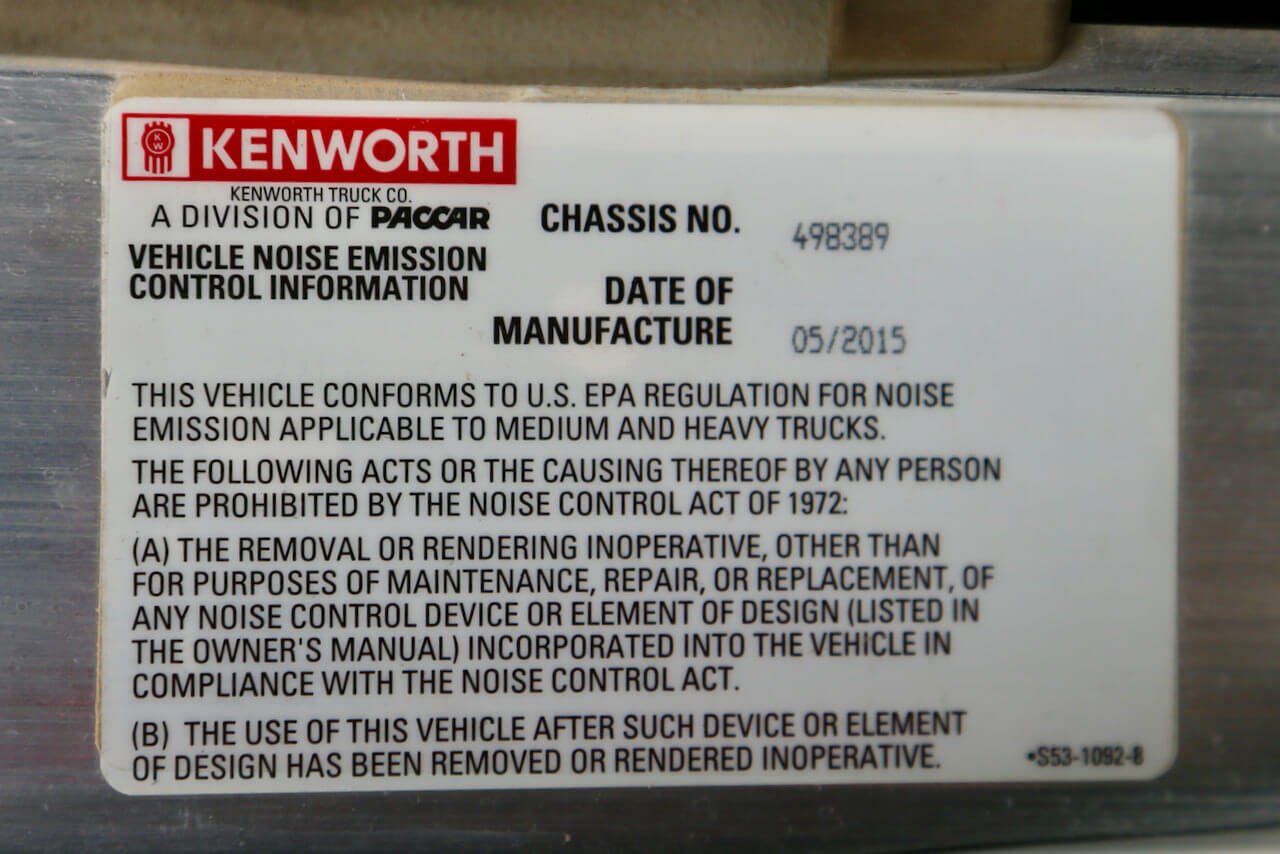 KW
KENWORTH
KENWORTH TRUCK CO.
A DIVISION OF PACCAR
VEHICLE NOISE EMISSION
CONTROL INFORMATION
CHASSIS NO. 498389
DATE OF
MANUFACTURE 05/2015
THIS VEHICLE CONFORMS TO U.S. EPA REGULATION FOR NOISE
EMISSION APPLICABLE TO MEDIUM AND HEAVY TRUCKS.
THE FOLLOWING ACTS OR THE CAUSING THEREOF BY ANY PERSON
ARE PROHIBITED BY THE NOISE CONTROL ACT OF 1972:
(A) THE REMOVAL OR RENDERING INOPERATIVE, OTHER THAN
FOR PURPOSES OF MAINTENANCE, REPAIR, OR REPLACEMENT, OF
ANY NOISE CONTROL DEVICE OR ELEMENT OF DESIGN (LISTED IN
THE OWNER'S MANUAL) INCORPORATED INTO THE VEHICLE IN
COMPLIANCE WITH THE NOISE CONTROL ACT.
(B) THE USE OF THIS VEHICLE AFTER SUCH DEVICE OR ELEMENT
OF DESIGN HAS BEEN REMOVED OR RENDERED INOPERATIVE.
•S53-1092-8